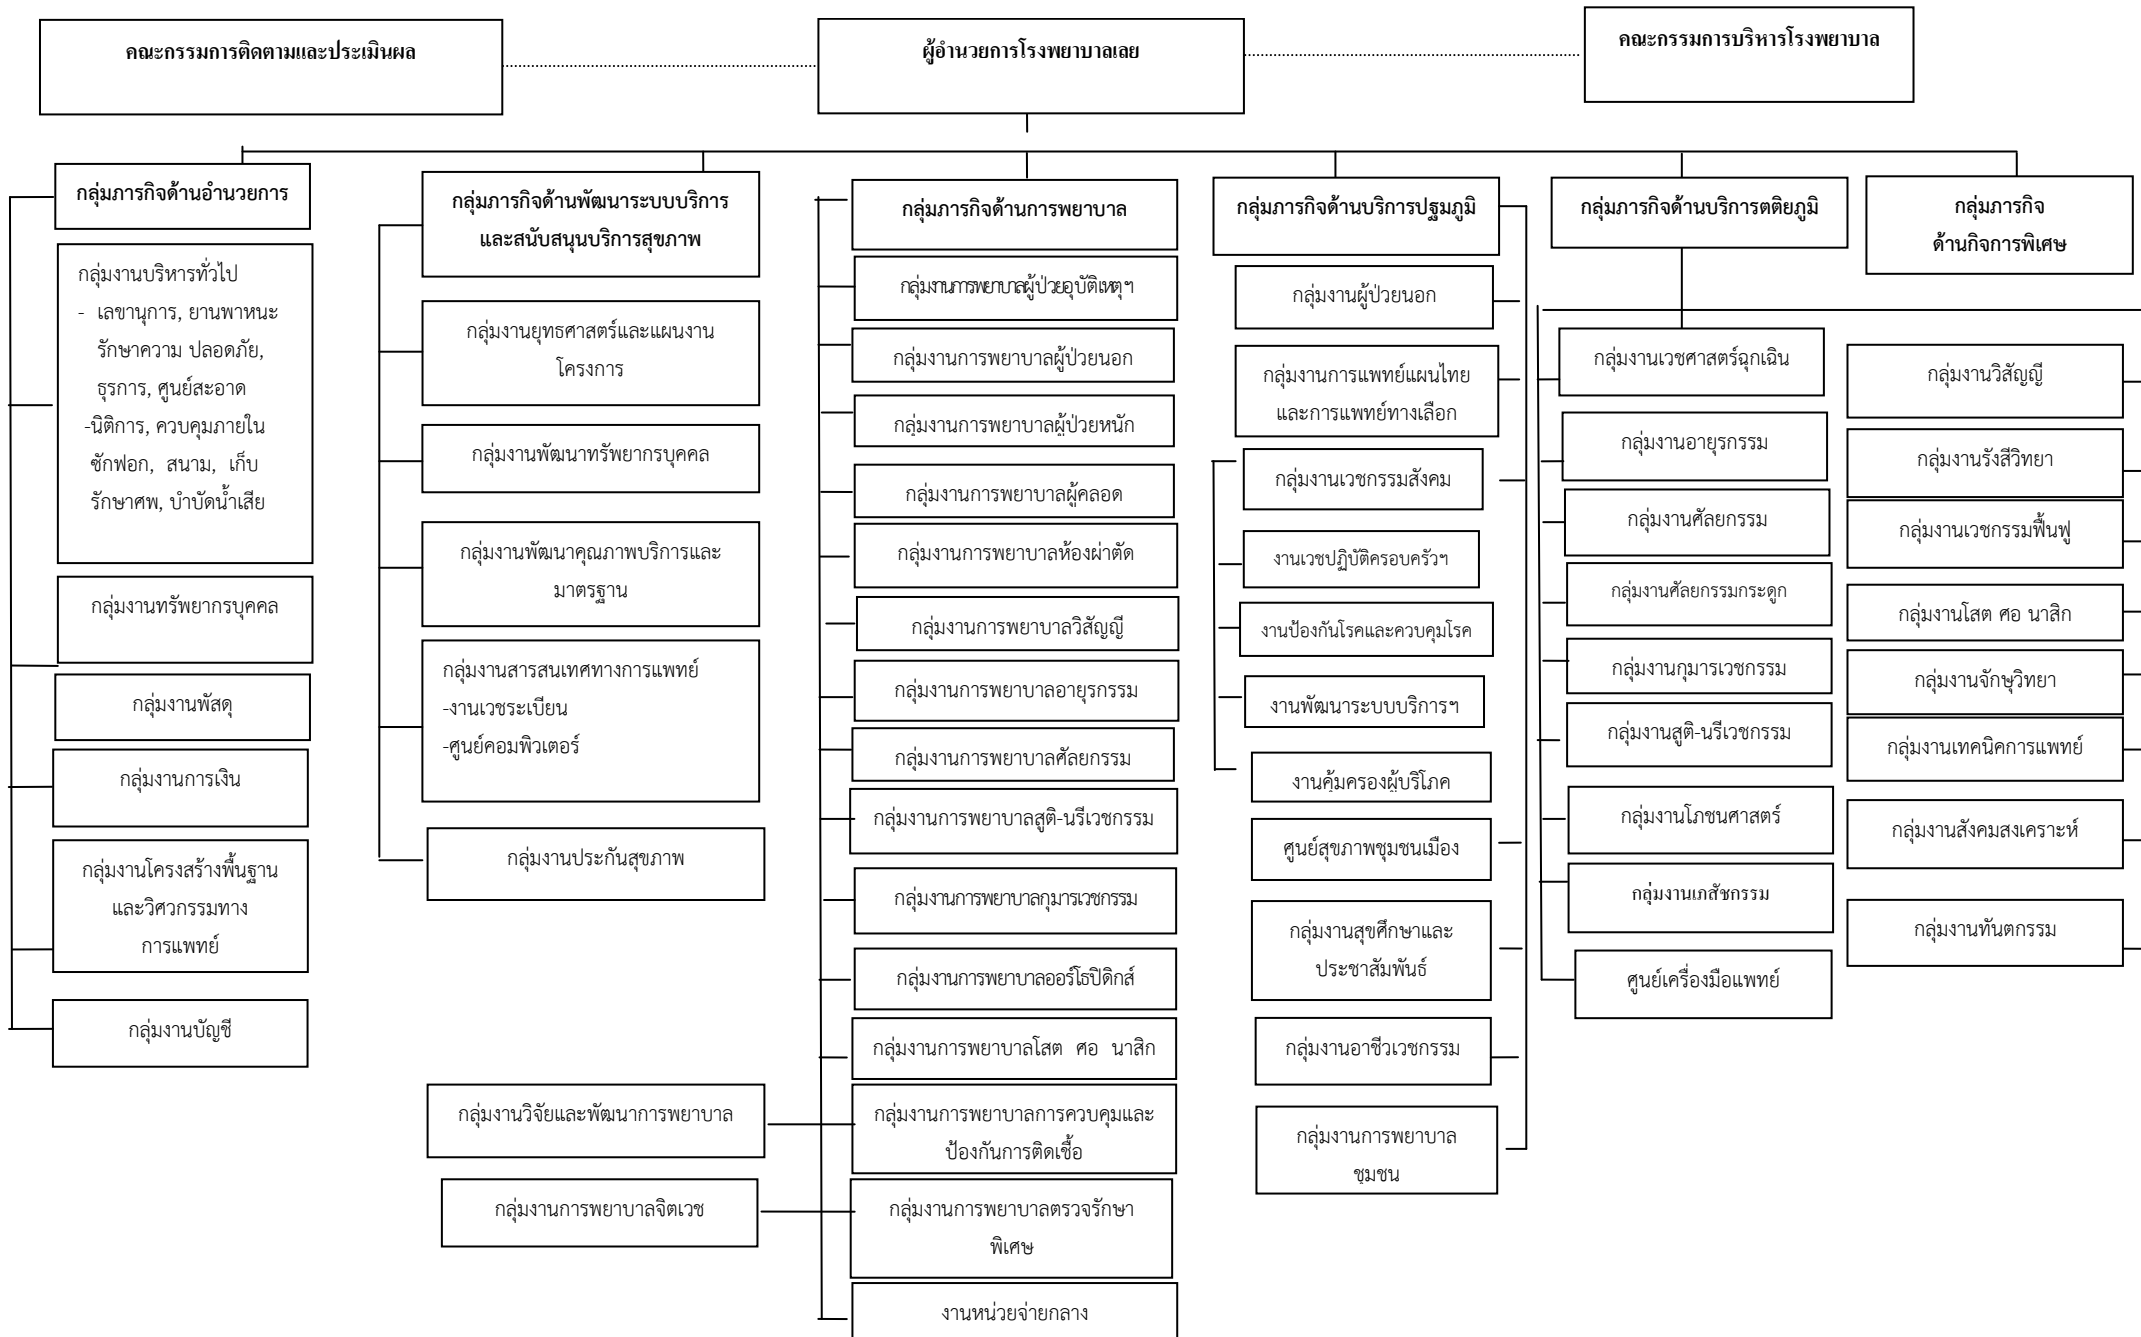 คณะกรรมการติดตามและประเมินผล
ผู้อำนวยการโรงพยาบาลเลย
คณะกรรมการบริหารโรงพยาบาล
กลุ่มภารกิจด้านอำนวยการ
กลุ่มงานบริหารทั่วไป
- เลขานุการ, ยานพาหนะ
รักษาความ ปลอดภัย,
ธุรการ, ศูนย์สะอาด
-นิติการ, ควบคุมภายใน
ซักฟอก, สนาม, เก็บ
รักษาศพ, บำบัดน้ำเสีย
กลุ่มงานทรัพยากรบุคคล
กลุ่มงานพัสดุ
กลุ่มงานการเงิน
กลุ่มงานโครงสร้างพื้นฐาน
และวิศวกรรมทาง
การแพทย์
กลุ่มงานบัญชี
กลุ่มภารกิจด้านพัฒนาระบบบริการ
และสนับสนุนบริการสุขภาพ
กลุ่มงานยุทธศาสตร์และแผนงาน
โครงการ
กลุ่มงานพัฒนาทรัพยากรบุคคล
กลุ่มงานพัฒนาคุณภาพบริการและ
มาตรฐาน
กลุ่มงานสารสนเทศทางการแพทย์
-งานเวชระเบียน
-ศูนย์คอมพิวเตอร์
กลุ่มงานประกันสุขภาพ
กลุ่มงานวิจัยและพัฒนาการพยาบาล
กลุ่มงานการพยาบาลจิตเวช
กลุ่มภารกิจด้านการพยาบาล
กลุ่มงานการพยาบาลผู้ป่วยอุบัติเหตุฯ
กลุ่มงานการพยาบาลผู้ป่วยนอก
กลุ่มงานการพยาบาลผู้ป่วยหนัก
กลุ่มงานการพยาบาลผู้คลอด
กลุ่มงานการพยาบาลห้องผ่าตัด
กลุ่มงานการพยาบาลวิสัญญี
กลุ่มงานการพยาบาลอายุรกรรม
กลุ่มงานการพยาบาลศัลยกรรม
กลุ่มงานการพยาบาลสูติ-นรีเวชกรรม
กลุ่มงานการพยาบาลกุมารเวชกรรม
กลุ่มงานการพยาบาลออร์โธปิดิกส์
กลุ่มงานการพยาบาลโสต ศอ นาสิก
กลุ่มงานการพยาบาลการควบคุมและ
ป้องกันการติดเชื้อ
กลุ่มงานการพยาบาลตรวจรักษา
พิเศษ
งานหน่วยจ่ายกลาง
กลุ่มภารกิจด้านบริการปฐมภูมิ
กลุ่มงานผู้ป่วยนอก
กลุ่มงานการแพทย์แผนไทย
และการแพทย์ทางเลือก
กลุ่มงานเวชกรรมสังคม
งานเวชปฏิบัติครอบครัวฯ
งานป้องกันโรคและควบคุมโรค
งานพัฒนาระบบบริการฯ
งานคุ้มครองผู้บริโภค
ศูนย์สุขภาพชุมชนเมือง
กลุ่มงานสุขศึกษาและ
ประชาสัมพันธ์
กลุ่มงานอาชีวเวชกรรม
กลุ่มงานการพยาบาล
ชุมชน
กลุ่มภารกิจด้านบริการตติยภูมิ
กลุ่มงานเวชศาสตร์ฉุกเฉิน
กลุ่มงานอายุรกรรม
กลุ่มงานศัลยกรรม
กลุ่มงานศัลยกรรมกระดูก
กลุ่มงานกุมารเวชกรรม
กลุ่มงานสูติ-นรีเวชกรรม
กลุ่มงานโภชนศาสตร์
กลุ่มงานเภสัชกรรม
ศูนย์เครื่องมือแพทย์
กลุ่มภารกิจ
ด้านกิจการพิเศษ
กลุ่มงานวิสัญญี
กลุ่มงานรังสีวิทยา
กลุ่มงานเวชกรรมฟื้นฟู
กลุ่มงานโสต ศอ นาสิก
กลุ่มงานจักษุวิทยา
กลุ่มงานเทคนิคการแพทย์
กลุ่มงานสังคมสงเคราะห์
กลุ่มงานทันตกรรม